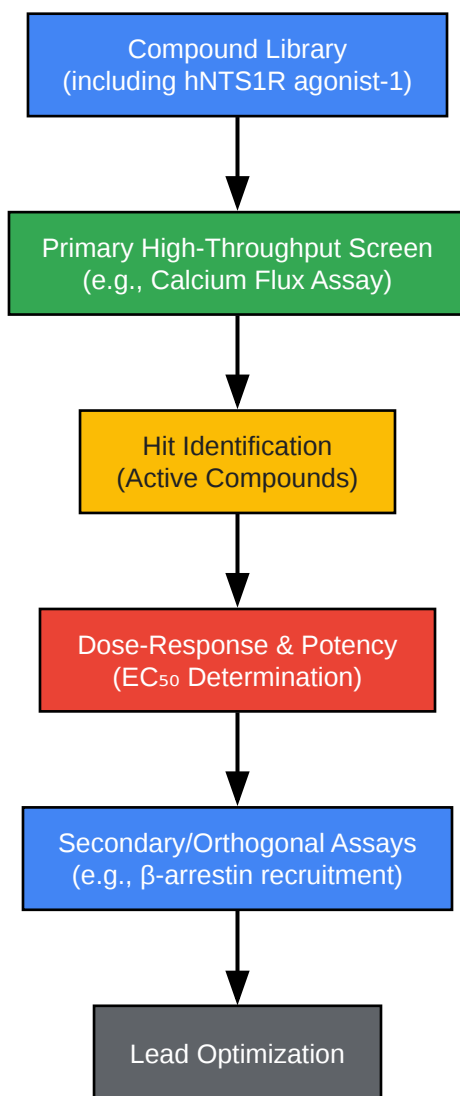 Compound Library
(including hNTS1R agonist-1)
Primary High-Throughput Screen
(e.g., Calcium Flux Assay)
Hit Identification
(Active Compounds)
Dose-Response & Potency
(EC₅₀ Determination)
Secondary/Orthogonal Assays
(e.g., β-arrestin recruitment)
Lead Optimization